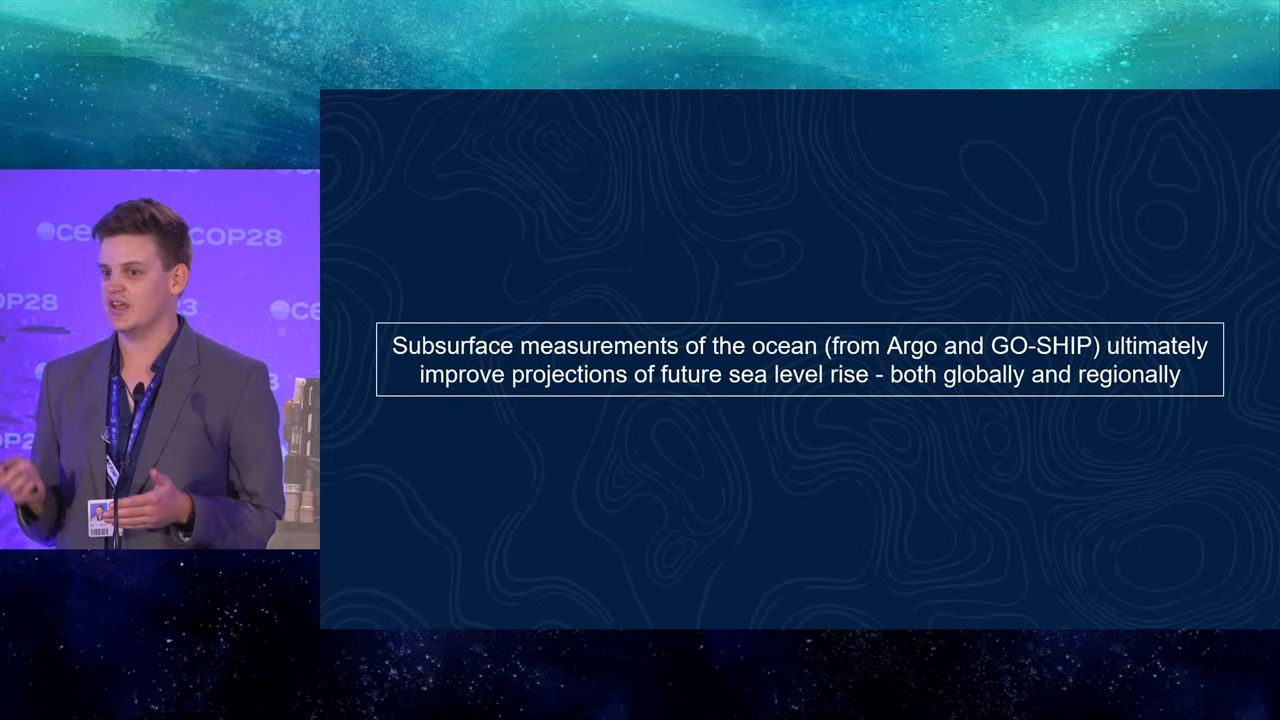 COP28
OP28
Subsurface measurements of the ocean (from Argo and GO-SHIP) ultimately
improve projections of future sea level rise - both globally and regionally